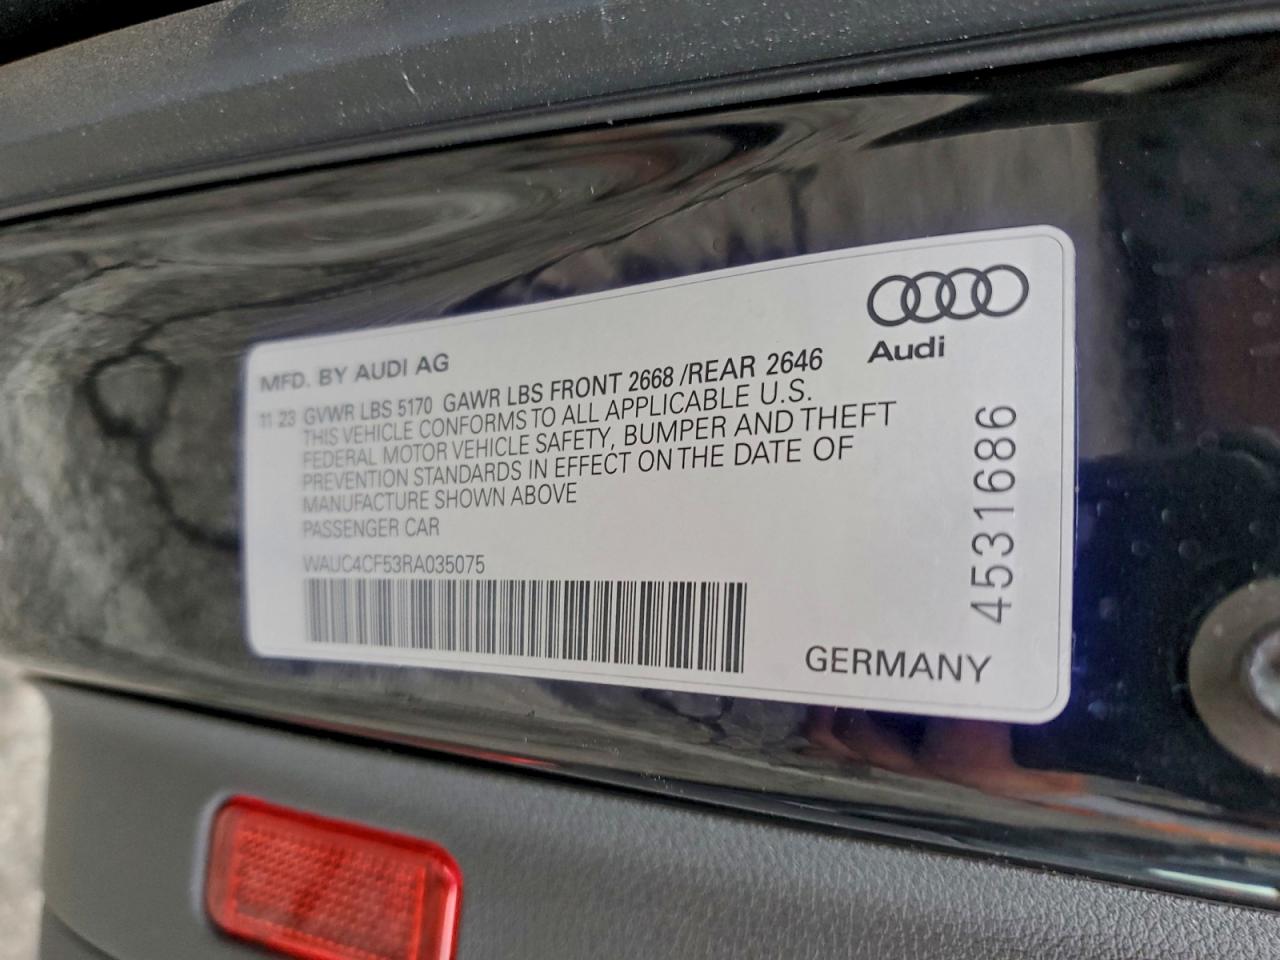 Audi
MFD. BY AUDI AG
11 23 GVWR LBS 5170 GAWR LBS FRONT 2668 /REAR 2646
THIS VEHICLE CONFORMS TO ALL APPLICABLE U.S.
FEDERAL MOTOR VEHICLE SAFETY, BUMPER AND THEFT
PREVENTION STANDARDS IN EFFECT ON THE DATE OF
MANUFACTURE SHOWN ABOVE
PASSENGER CAR
WAUC4CF53RA035075
GERMANY
4531686